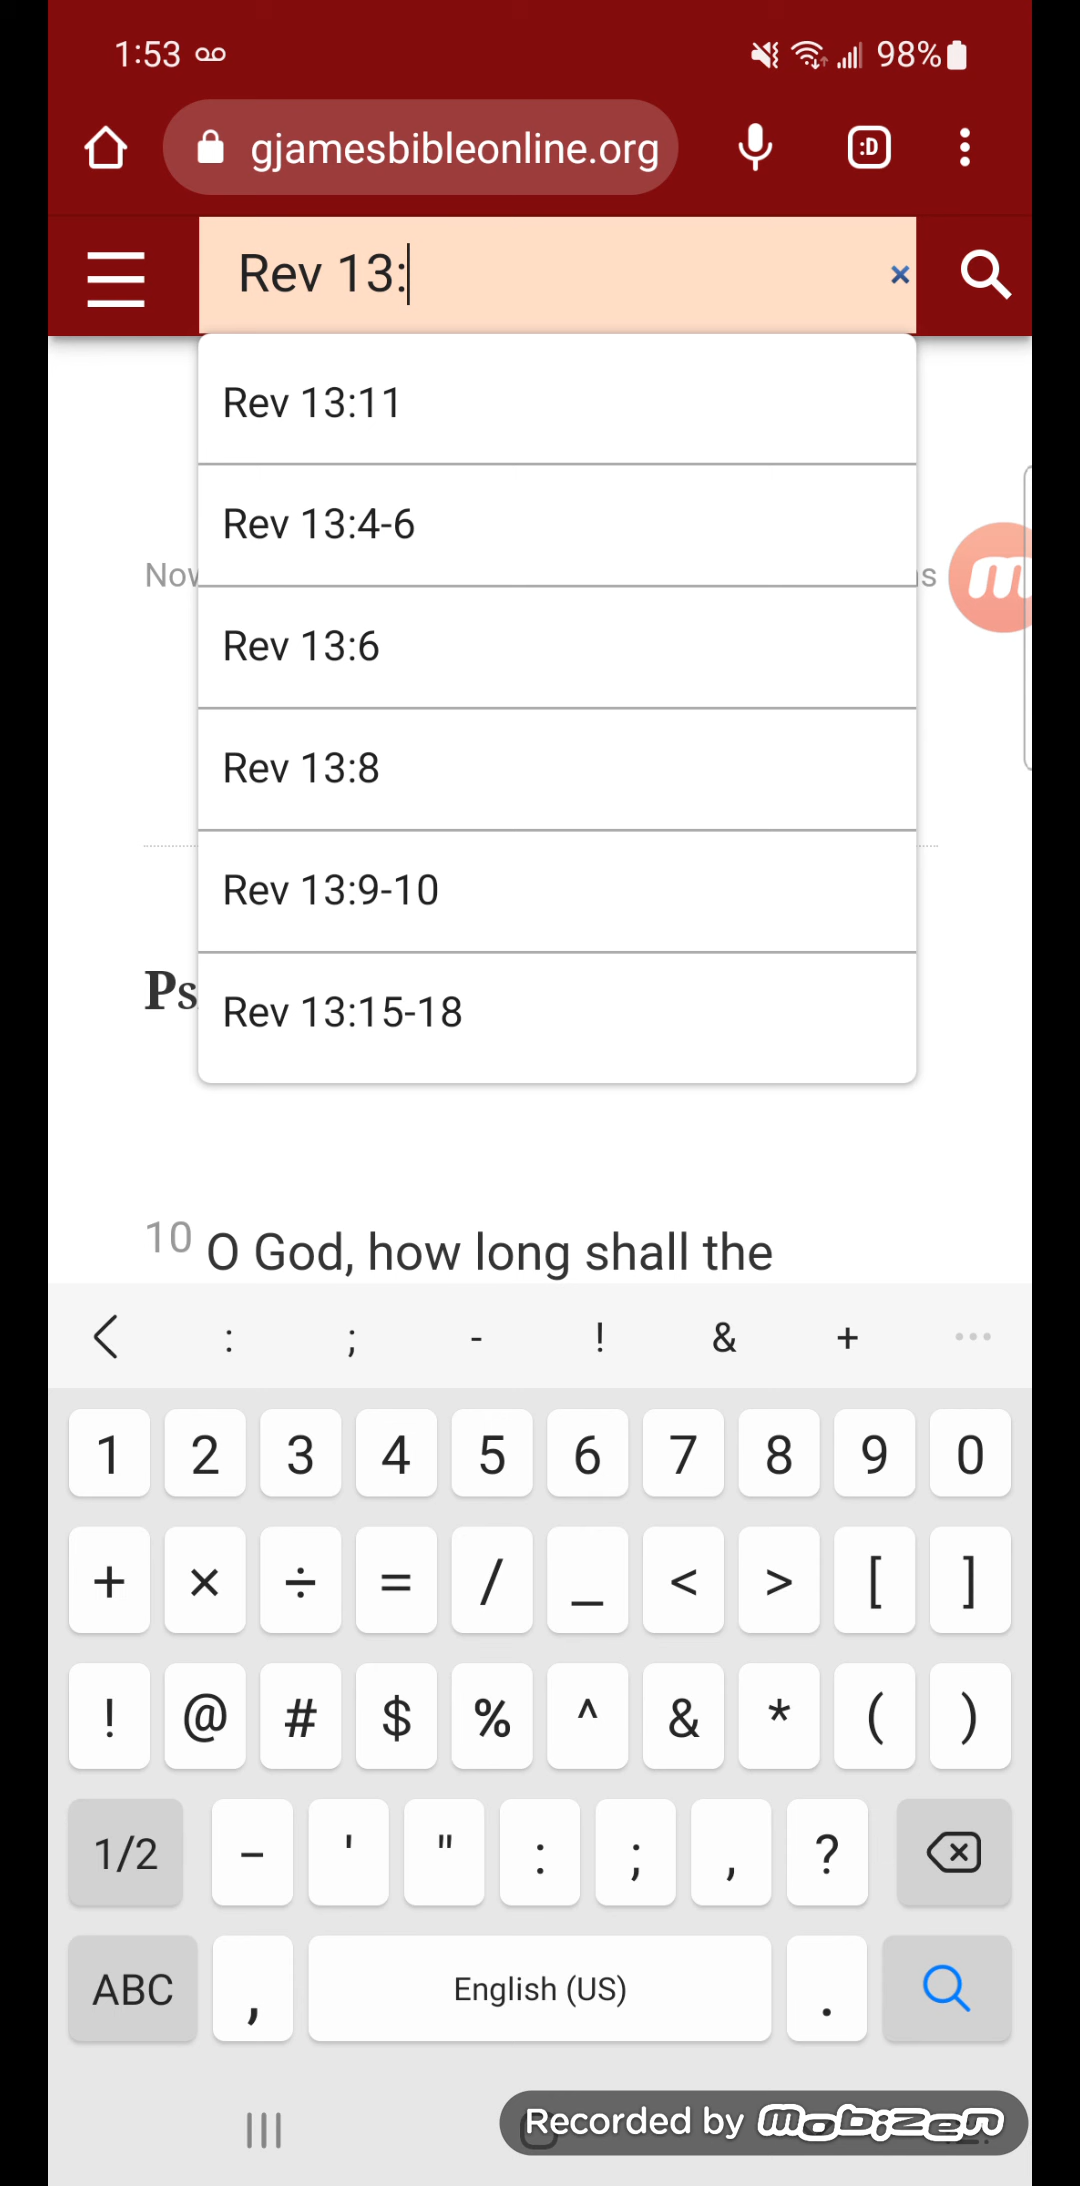 1:53 98%
gjamesbibleonline.org :D
Rev 13: ×
Rev 13:11
Rev 13:4-6
Rev 13:6
Rev 13:8
Rev 13:9-10
Rev 13:15-18
10 O God, how long shall the
: ; - ! & + ...
1 2 3 4 5 6 7 8 9 0
+ × ÷ = / _ < > [ ]
! @ # $ % ^ & * ( )
1/2 - ' " : ; , ?
ABC , English (US) .
Recorded by mobizen